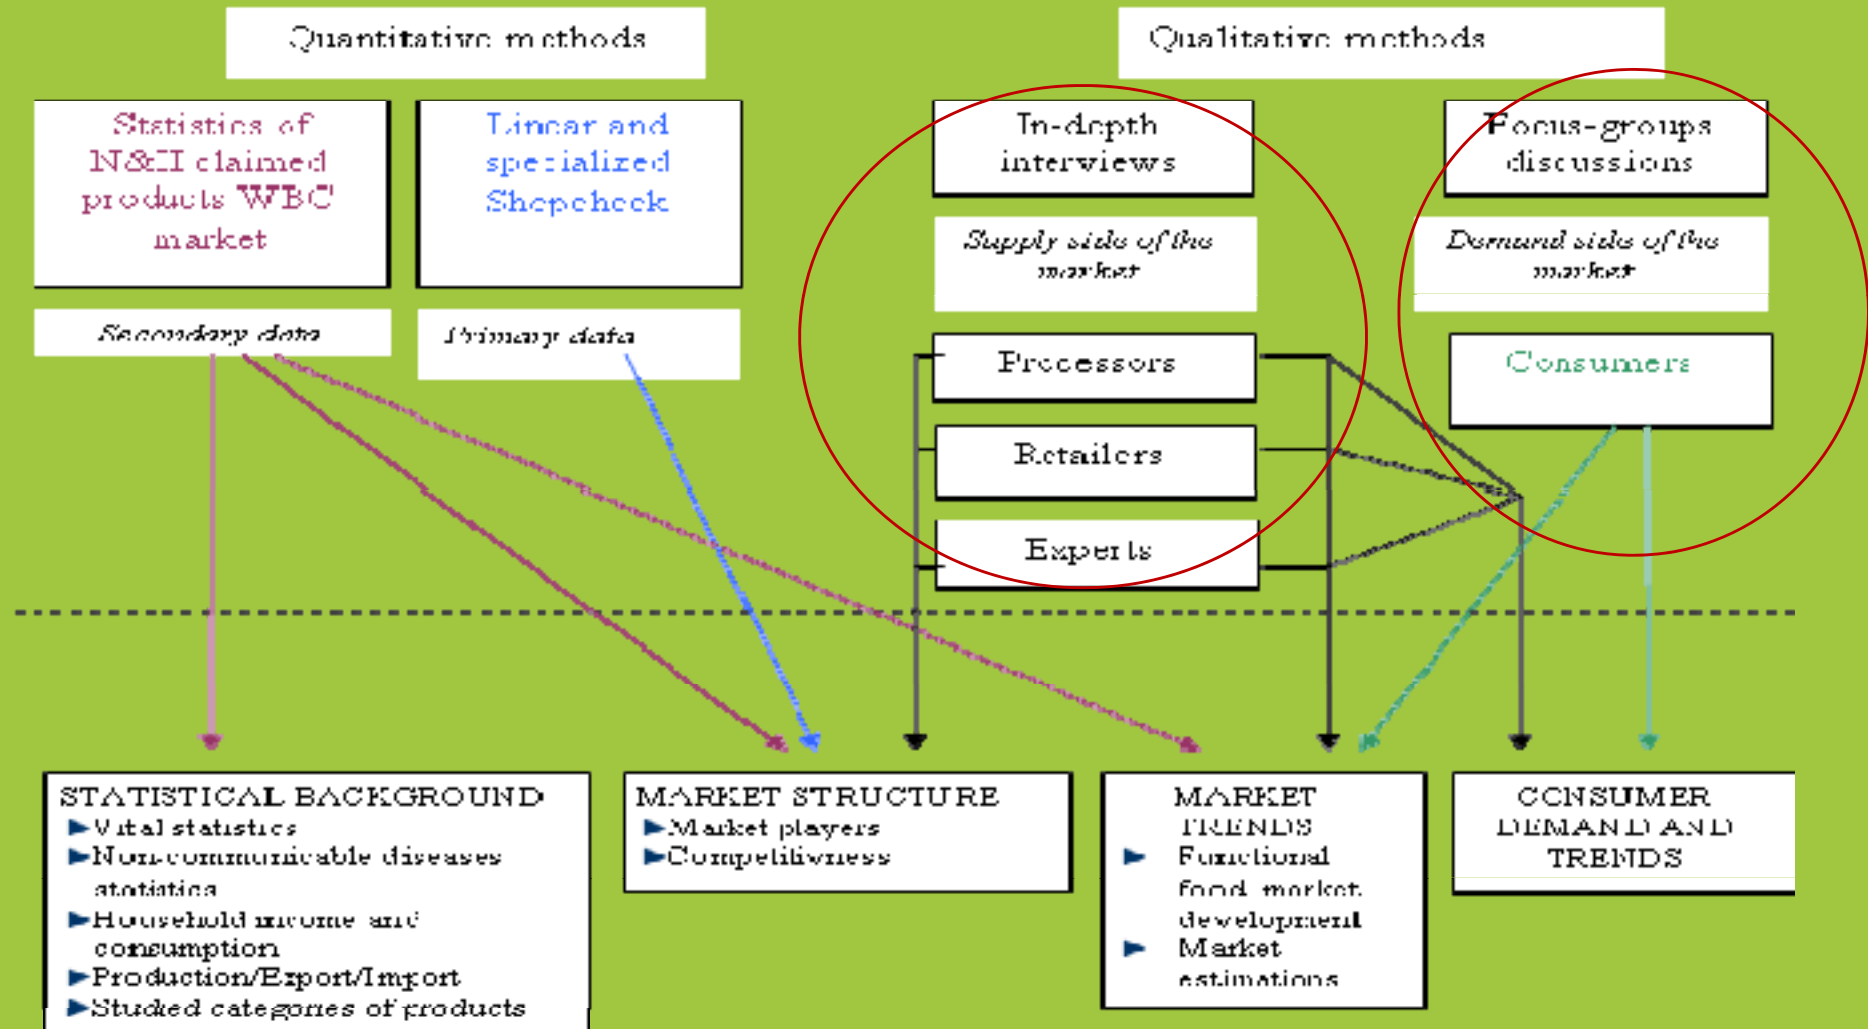 Quantitative methods
Qualitative methods
Statistics of
N&H claimed
products WBC
market
Linear and
specialized
Shopcheck
In-depth
interviews
Focus-groups
discussions
Secondary data
Primary data
Supply side of the
market
Demand side of the
market
Processors
Retailers
Experts
Consumers
STATISTICAL BACKGROUND
►Vital statistics
►Non-communicable diseases
statistics
►Household income and
consumption
►Production/Export/Import
►Studied categories of products
MARKET STRUCTURE
►Market players
►Competitivness
MARKET
TRENDS
► Functional
food market
development
► Market
estimations
CONSUMER
DEMAND AND
TRENDS